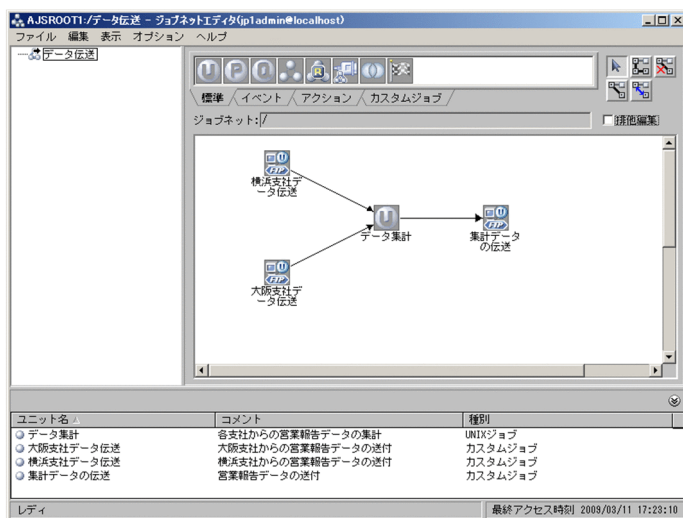 AJSROOT1:/データ伝送 - ジョブネットエディタ(jp1admin@localhost)
ファイル 編集 表示 オプション ヘルプ
データ伝送
U P Q
標準 イベント アクション カスタムジョブ
ジョブネット: /
排他編集
U
FTP
横浜支社デ
ータ伝送
U
データ集計
U
FTP
集計データ
の伝送
U
FTP
大阪支社デ
ータ伝送
ユニット名 コメント 種別
データ集計 各支社からの営業報告データの集計 UNIXジョブ
大阪支社データ伝送 大阪支社からの営業報告データの送付 カスタムジョブ
横浜支社データ伝送 横浜支社からの営業報告データの送付 カスタムジョブ
集計データの伝送 営業報告データの送付 カスタムジョブ
レディ 最終アクセス時刻 2009/03/11 17:23:10